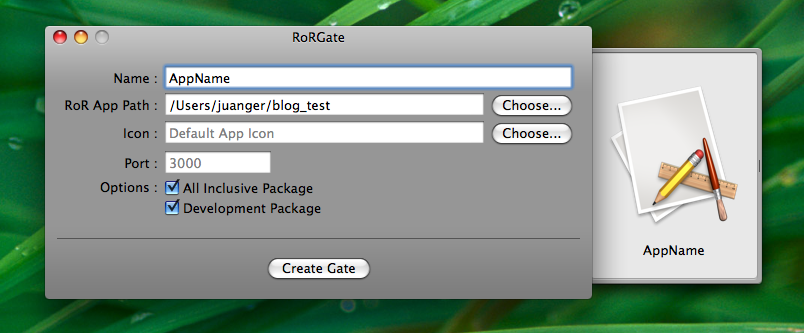 RoRGate
Name : AppName
RoR App Path : /Users/juanger/blog_test Choose...
Icon : Default App Icon Choose...
Port : 3000
Options : All Inclusive Package
Development Package
Create Gate
AppName